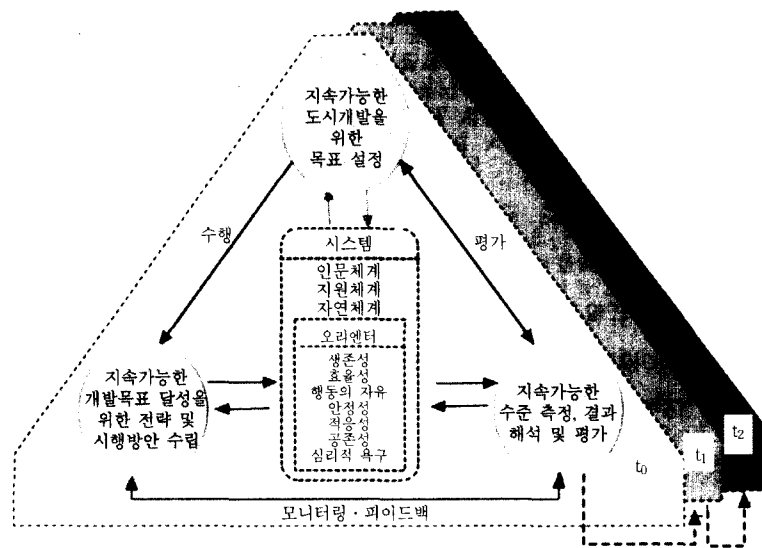 지속가능한
도시개발을
위한
목표 설정
수행
평가
시스템
인문체계
지원체계
자연체계
오리엔터
생존성
효율성
행동의 자유
안정성
적응성
공존성
심리적 욕구
지속가능한
개발목표 달성을
위한 전략 및
시행방안 수립
지속가능한
수준 측정, 결과
해석 및 평가
t0
t1
t2
모니터링 · 피이드백